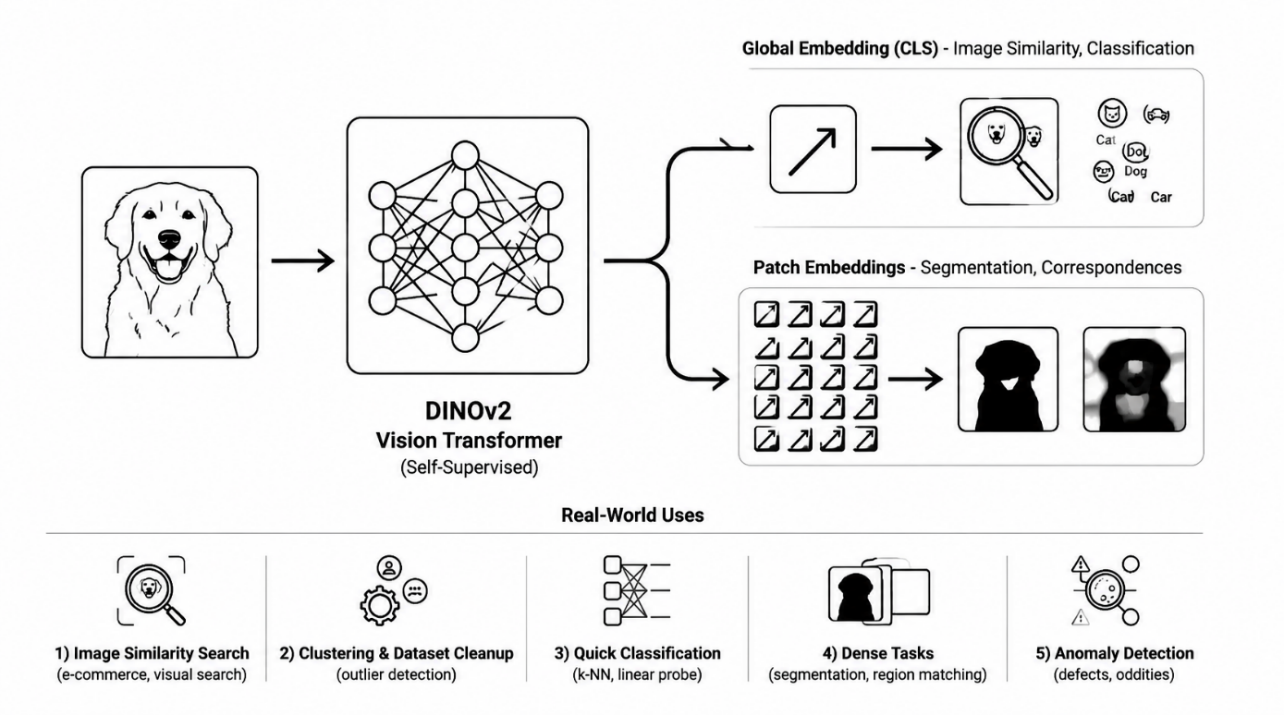 Global Embedding (CLS) - Image Similarity, Classification
Cat
Dog
Car
Patch Embeddings - Segmentation, Correspondences
DINOv2
Vision Transformer
(Self-Supervised)
Real-World Uses
1) Image Similarity Search
(e-commerce, visual search)
2) Clustering & Dataset Cleanup
(outlier detection)
3) Quick Classification
(k-NN, linear probe)
4) Dense Tasks
(segmentation, region matching)
5) Anomaly Detection
(defects, oddities)